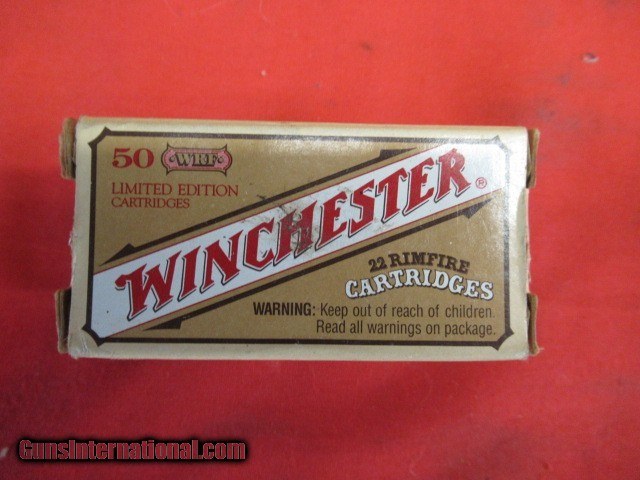 50 WRF
LIMITED EDITION
CARTRIDGES
WINCHESTER®
22 RIMFIRE
CARTRIDGES
WARNING: Keep out of reach of children.
Read all warnings on package.
GunsInternational.com